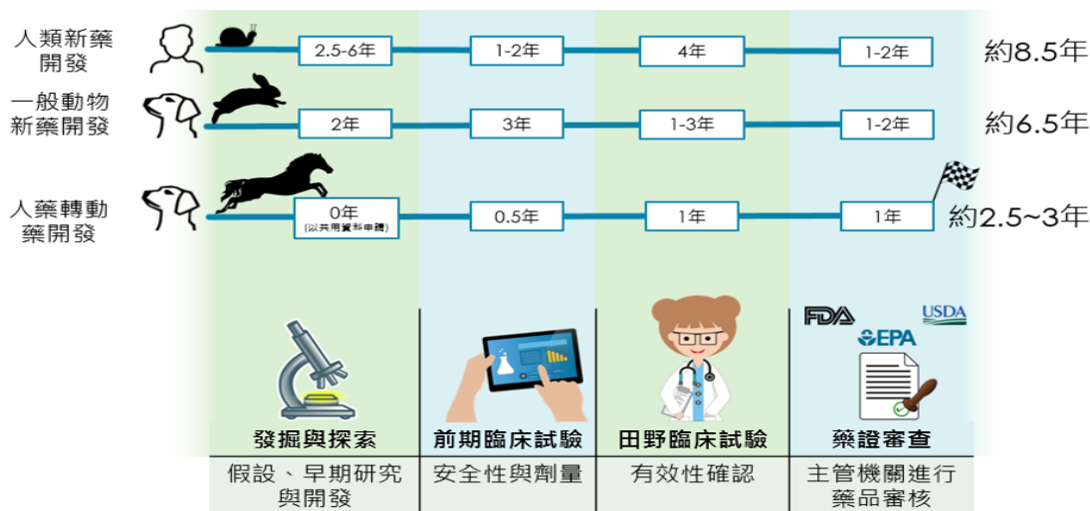 人類新藥
開發
2.5-6年
1-2年
4年
1-2年
約8.5年
一般動物
新藥開發
2年
3年
1-3年
1-2年
約6.5年
人藥轉動
藥開發
0年
(以共用資料申請)
0.5年
1年
1年
約2.5~3年
FDA
USDA
EPA
發掘與探索
前期臨床試驗
田野臨床試驗
藥證審查
假設、早期研究
與開發
安全性與劑量
有效性確認
主管機關進行
藥品審核